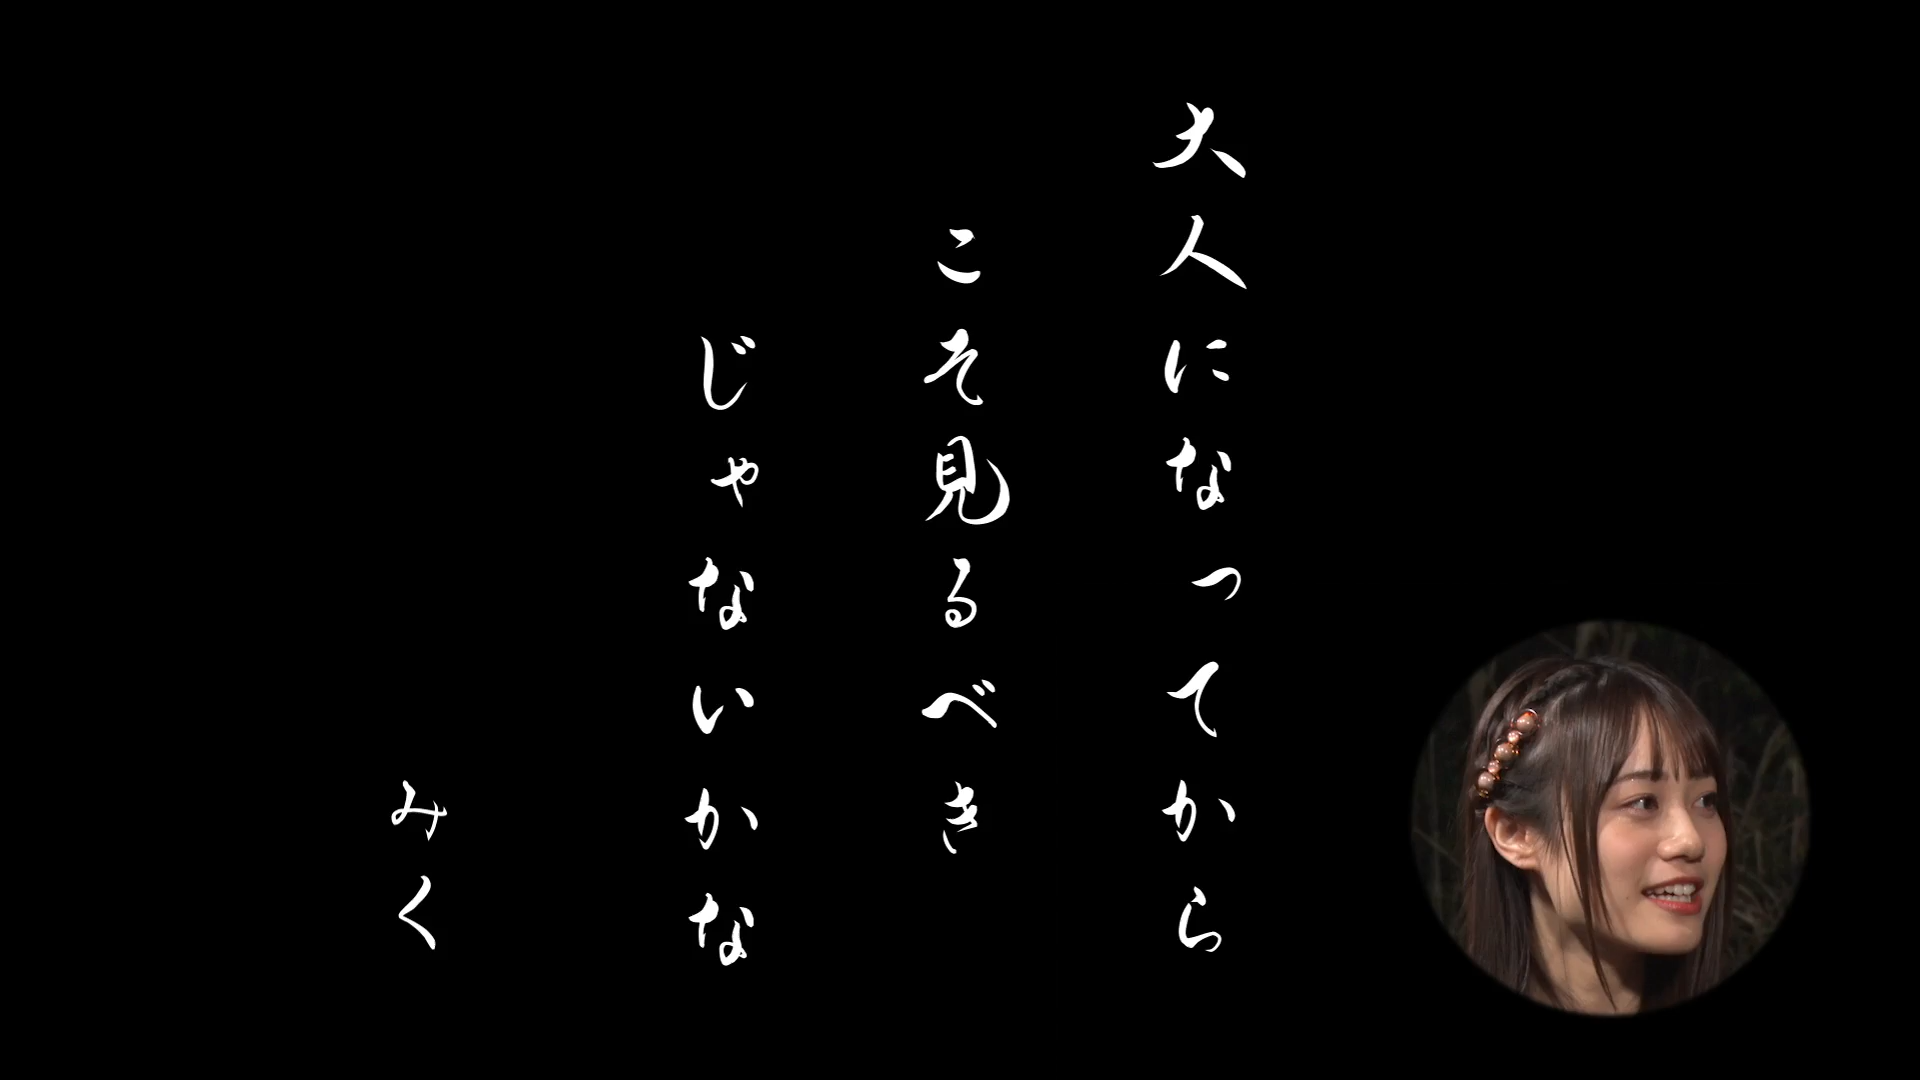 大人になってから
こそ見るべき
じゃないかな
みく